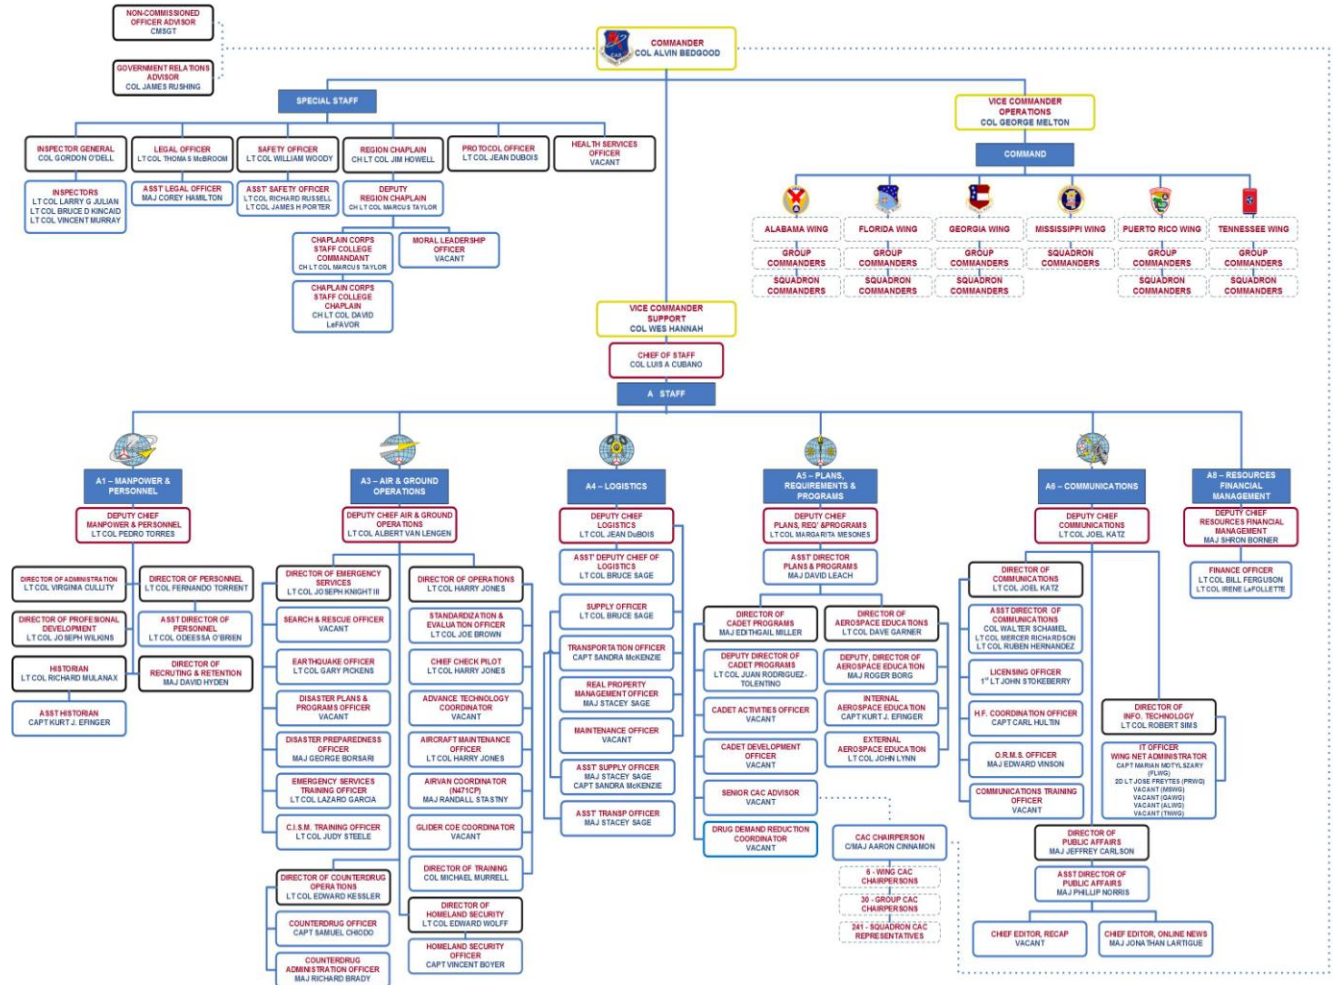 NON-COMMISSIONED
OFFICER ADVISOR
CMSGT
GOVERNMENT RELATIONS
ADVISOR
COL JAMES RUSHING
COMMANDER
COL ALVIN BEDGOOD
SPECIAL STAFF
VICE COMMANDER
OPERATIONS
COL GEORGE MELTON
COMMAND
INSPECTOR GENERAL
COL GORDON O'DELL
LEGAL OFFICER
LT COL THOMAS McBROOM
SAFETY OFFICER
LT COL WILLIAM WOODY
REGION CHAPLAIN
CH LT COL JIM HOWELL
PROTOCOL OFFICER
LT COL JEAN DUBOIS
HEALTH SERVICES
OFFICER
VACANT
INSPECTORS
LT COL LARRY G JULIAN
LT COL BRUCE D KINCAID
LT COL VINCENT MURRAY
ASST' LEGAL OFFICER
MAJ COREY HAMILTON
ASST' SAFETY OFFICER
LT COL RICHARD RUSSELL
LT COL JAMES H PORTER
DEPUTY
REGION CHAPLAIN
CH LT COL MARCUS TAYLOR
CHAPLAIN CORPS
STAFF COLLEGE
COMMANDANT
CH LT COL MARCUS TAYLOR
MORAL LEADERSHIP
OFFICER
VACANT
CHAPLAIN CORPS
STAFF COLLEGE
CHAPLAIN
CH LT COL DAVID
LeFAVOR
ALABAMA WING
FLORIDA WING
GEORGIA WING
MISSISSIPPI WING
PUERTO RICO WING
TENNESSEE WING
GROUP
COMMANDERS
GROUP
COMMANDERS
GROUP
COMMANDERS
SQUADRON
COMMANDERS
GROUP
COMMANDERS
GROUP
COMMANDERS
SQUADRON
COMMANDERS
SQUADRON
COMMANDERS
SQUADRON
COMMANDERS
SQUADRON
COMMANDERS
SQUADRON
COMMANDERS
VICE COMMANDER
SUPPORT
COL WES HANNAH
CHIEF OF STAFF
COL LUIS A CUBANO
A STAFF
A1 – MANPOWER &
PERSONNEL
DEPUTY CHIEF
MANPOWER & PERSONNEL
LT COL PEDRO TORRES
DIRECTOR OF ADMINISTRATION
LT COL VIRGINIA CULLITY
DIRECTOR OF PERSONNEL
LT COL FERNANDO TORRENT
DIRECTOR OF PROFESIONAL
DEVELOPMENT
LT COL JOSEPH WILKINS
ASST DIRECTOR OF
PERSONNEL
LT COL ODEESSA O'BRIEN
HISTORIAN
LT COL RICHARD MULANAX
DIRECTOR OF
RECRUTING & RETENTION
MAJ DAVID HYDEN
ASST HISTORIAN
CAPT KURT J. EFINGER
A3 – AIR & GROUND
OPERATIONS
DEPUTY CHIEF AIR & GROUND
OPERATIONS
LT COL ALBERT VAN LENGEN
DIRECTOR OF EMERGENCY
SERVICES
LT COL JOSEPH KNIGHT III
SEARCH & RESCUE OFFICER
VACANT
EARTHQUAKE OFFICER
LT COL GARY PICKENS
DISASTER PLANS &
PROGRAMS OFFICER
VACANT
DISASTER PREPAREDNESS
OFFICER
MAJ GEORGE BORSARI
EMERGENCY SERVICES
TRAINING OFFICER
LT COL LAZARO GARCIA
C.I.S.M. TRAINING OFFICER
LT COL JUDY STEELE
DIRECTOR OF COUNTERDRUG
OPERATIONS
LT COL EDWARD KESSLER
COUNTERDRUG OFFICER
CAPT SAMUEL CHIODO
COUNTERDRUG
ADMINISTRATION OFFICER
MAJ RICHARD BRADY
DIRECTOR OF OPERATIONS
LT COL HARRY JONES
STANDARDIZATION &
EVALUATION OFFICER
LT COL JOE BROWN
CHIEF CHECK PILOT
LT COL HARRY JONES
ADVANCE TECHNOLOGY
COORDINATOR
VACANT
AIRCRAFT MAINTENANCE
OFFICER
LT COL HARRY JONES
AIRVAN COORDINATOR
(N471CP)
MAJ RANDALL STASTNY
GLIDER COE COORDINATOR
VACANT
DIRECTOR OF TRAINING
COL MICHAEL MURRELL
DIRECTOR OF
HOMELAND SECURITY
LT COL EDWARD WOLFF
HOMELAND SECURITY
OFFICER
CAPT VINCENT BOYER
A4 – LOGISTICS
DEPUTY CHIEF
LOGISTICS
LT COL JEAN DuBOIS
ASST' DEPUTY CHIEF OF
LOGISTICS
LT COL BRUCE SAGE
SUPPLY OFFICER
LT COL BRUCE SAGE
TRANSPORTATION OFFICER
CAPT SANDRA McKENZIE
REAL PROPERTY
MANAGEMENT OFFICER
MAJ STACEY SAGE
MAINTENANCE OFFICER
VACANT
ASST' SUPPLY OFFICER
MAJ STACEY SAGE
CAPT SANDRA McKENZIE
ASST' TRANSP OFFICER
MAJ STACEY SAGE
A5 – PLANS,
REQUIREMENTS &
PROGRAMS
DEPUTY CHIEF
PLANS, REQ' &PROGRAMS
LT COL MARGARITA MESONES
ASST' DIRECTOR
PLANS & PROGRAMS
MAJ DAVID LEACH
DIRECTOR OF
CADET PROGRAMS
MAJ EDITHGAIL MILLER
DEPUTY DIRECTOR OF
CADET PROGRAMS
LT COL JUAN RODRIGUEZ-
TOLENTINO
CADET ACTIVITIES OFFICER
VACANT
CADET DEVELOPMENT
OFFICER
VACANT
SENIOR CAC ADVISOR
VACANT
DRUG DEMAND REDUCTION
COORDINATOR
VACANT
DIRECTOR OF
AEROSPACE EDUCATIONS
LT COL DAVE GARNER
DEPUTY, DIRECTOR OF
AEROSPACE EDUCATION
MAJ ROGER BORG
INTERNAL
AEROSPACE EDUCATION
CAPT KURT J. EFINGER
EXTERNAL
AEROSPACE EDUCATION
LT COL JOHN LYNN
CAC CHAIRPERSON
C/MAJ AARON CINNAMON
6 - WING CAC
CHAIRPERSONS
30 - GROUP CAC
CHAIRPERSONS
241 - SQUADRON CAC
REPRESENTATIVES
A6 – COMMUNICATIONS
DEPUTY CHIEF
COMMUNICATIONS
LT COL JOEL KATZ
DIRECTOR OF
COMMUNICATIONS
LT COL JOEL KATZ
ASST DIRECTOR OF
COMMUNICATIONS
COL WALTER SCHAMEL
LT COL MERCER RICHARDSON
LT COL RUBEN HERNANDEZ
LICENSING OFFICER
1ST LT JOHN STOKEBERRY
H.F. COORDINATION OFFICER
CAPT CARL HULTIN
O.R.M.S. OFFICER
MAJ EDWARD VINSON
COMMUNICATIONS TRAINING
OFFICER
VACANT
DIRECTOR OF
INFO. TECHNOLOGY
LT COL ROBERT SIMS
IT OFFICER
WING NET ADMINISTRATOR
CAPT MARIAN MOTYLSZARY
(FLWG)
2D LT JOSE FREYTES (PRWG)
VACANT (MSWG)
VACANT (GAWG)
VACANT (ALWG)
VACANT (TNWG)
DIRECTOR OF
PUBLIC AFFAIRS
MAJ JEFFREY CARLSON
ASST DIRECTOR OF
PUBLIC AFFAIRS
MAJ PHILLIP NORRIS
CHIEF EDITOR, RECAP
VACANT
CHIEF EDITOR, ONLINE NEWS
MAJ JONATHAN LARTIGUE
A8 – RESOURCES
FINANCIAL
MANAGEMENT
DEPUTY CHIEF
RESOURCES FINANCIAL
MANAGEMENT
MAJ SHRON BORNER
FINANCE OFFICER
LT COL BILL FERGUSON
LT COL IRENE LaFOLLETTE